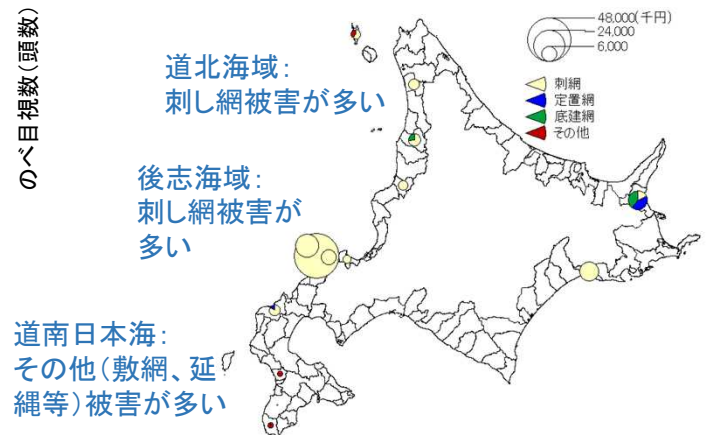 のべ目視数(頭数)
48,000(千円)
24,000
6,000
刺網
定置網
底建網
その他
道北海域：
刺し網被害が多い
後志海域：
刺し網被害が
多い
道南日本海：
その他（敷網、延
縄等）被害が多い